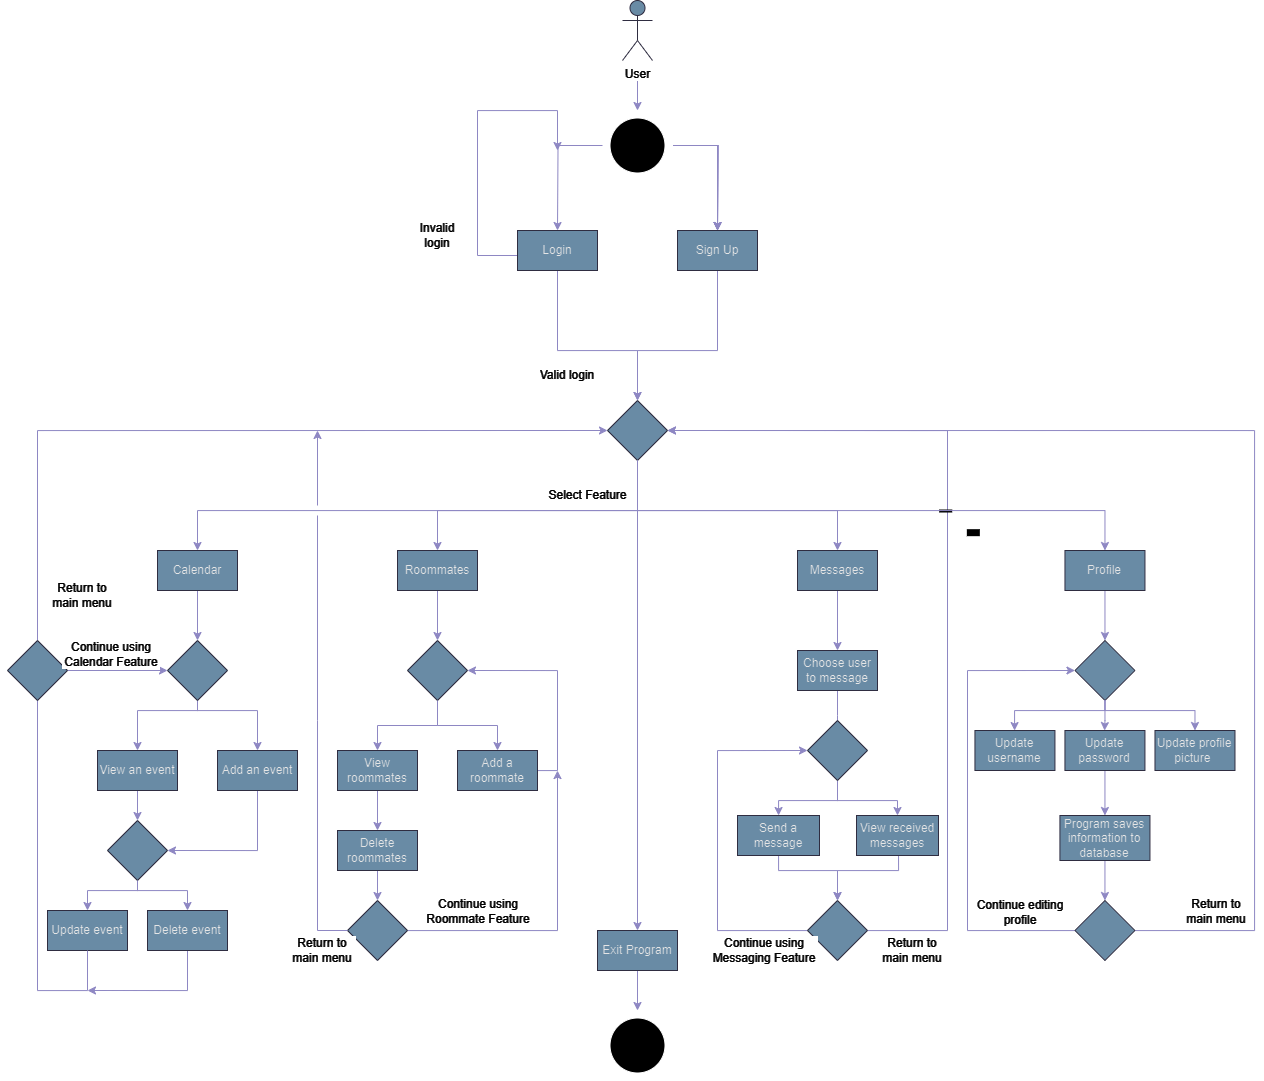 User
Invalid
login
Login
Sign Up
Valid login
Select Feature
Calendar
Roommates
Messages
Profile
Return to
main menu
Continue using
Calendar Feature
Choose user
to message
View an event
Add an event
View
roommates
Add a
roommate
Update
username
Update
password
Update profile
picture
Delete
roommates
Send a
message
View received
messages
Program saves
information to
database
Update event
Delete event
Return to
main menu
Continue using
Roommate Feature
Exit Program
Continue using
Messaging Feature
Return to
main menu
Continue editing
profile
Return to
main menu